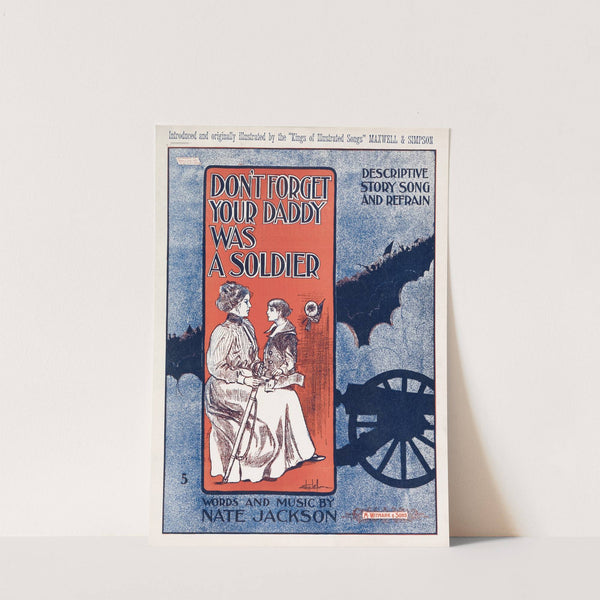 Introduced and originally illustrated by the "Kings of Illustrated Songs" MAXWELL & SIMPSON
DON'T FORGET
YOUR DADDY
WAS
A SOLDIER
DESCRIPTIVE
STORY SONG
AND REFRAIN
5
WORDS AND MUSIC BY
NATE JACKSON
M. WITMARK & SONS